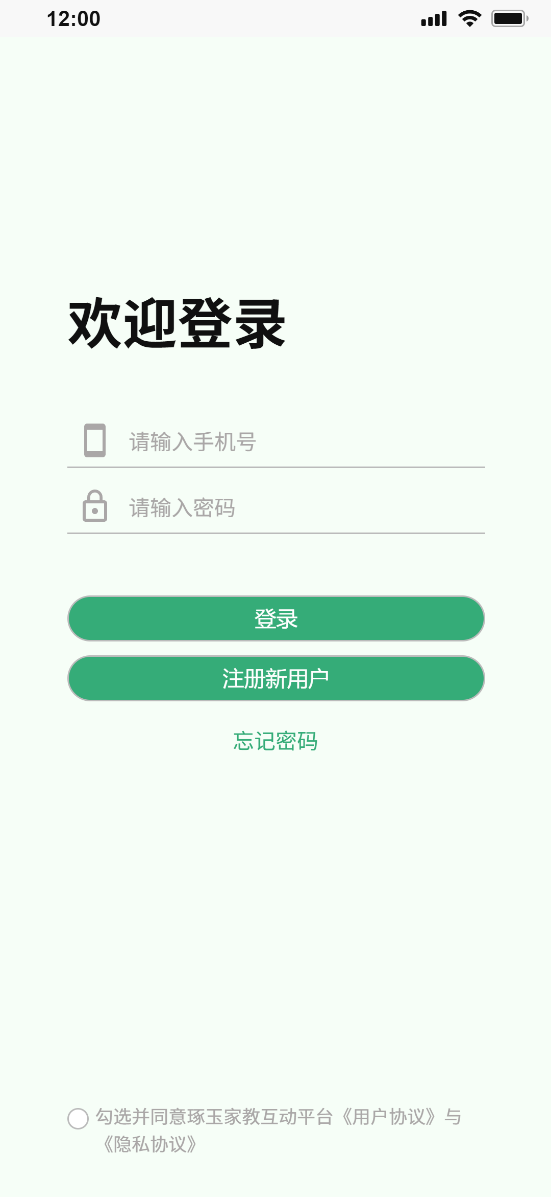 12:00
欢迎登录
请输入手机号
请输入密码
登录
注册新用户
忘记密码
勾选并同意琢玉家教互动平台《用户协议》与
《隐私协议》